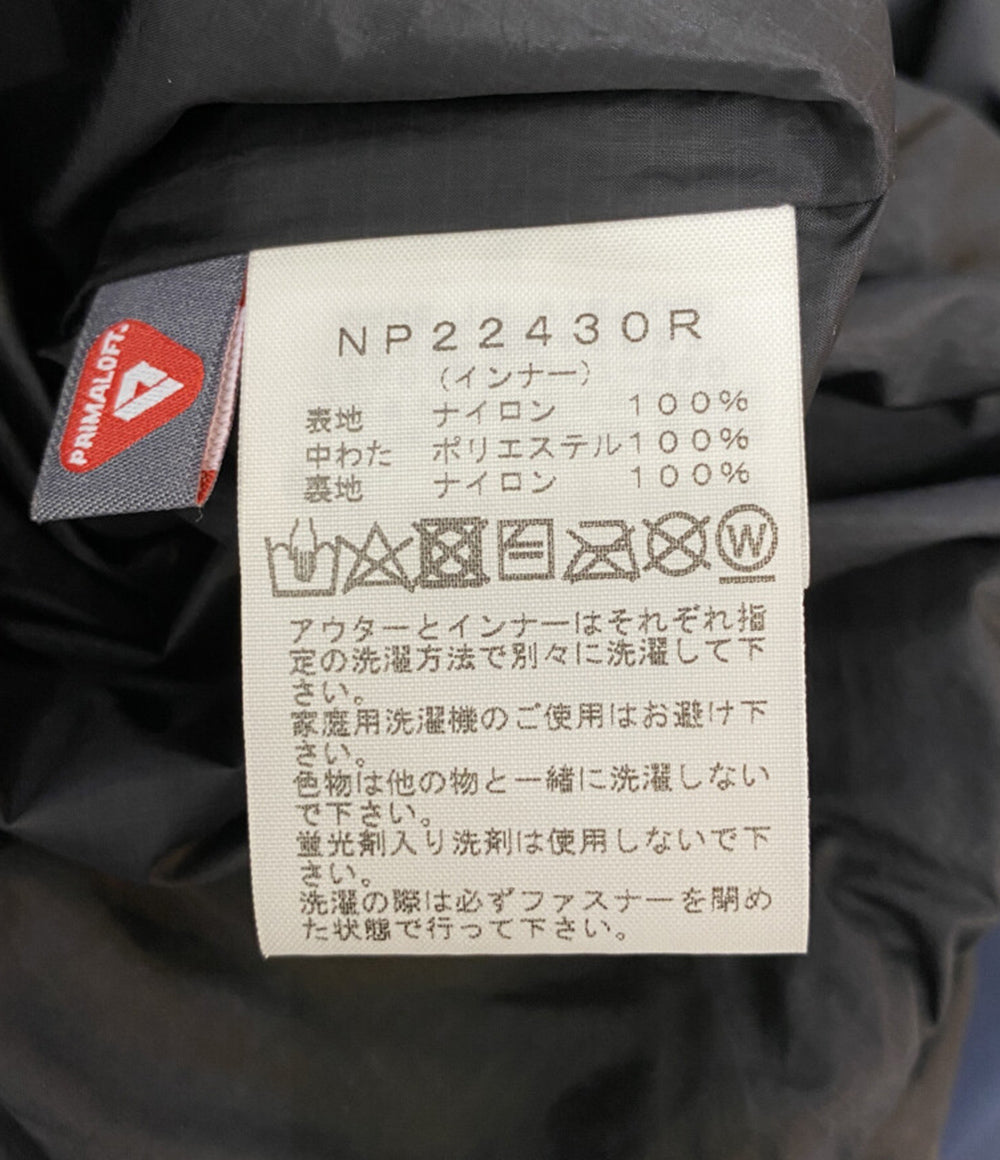 PRIMALOFT
NP22430R
(インナー)
表地 ナイロン 100%
中わた ポリエステル100%
裏地 ナイロン 100%
W
アウターとインナーはそれぞれ指
定の洗濯方法で別々に洗濯して下
さい。
家庭用洗濯機のご使用はお避け下
さい。
色物は他の物と一緒に洗濯しない
で下さい。
蛍光剤入り洗剤は使用しないで下
さい。
洗濯の際は必ずファスナーを閉め
た状態で行って下さい。